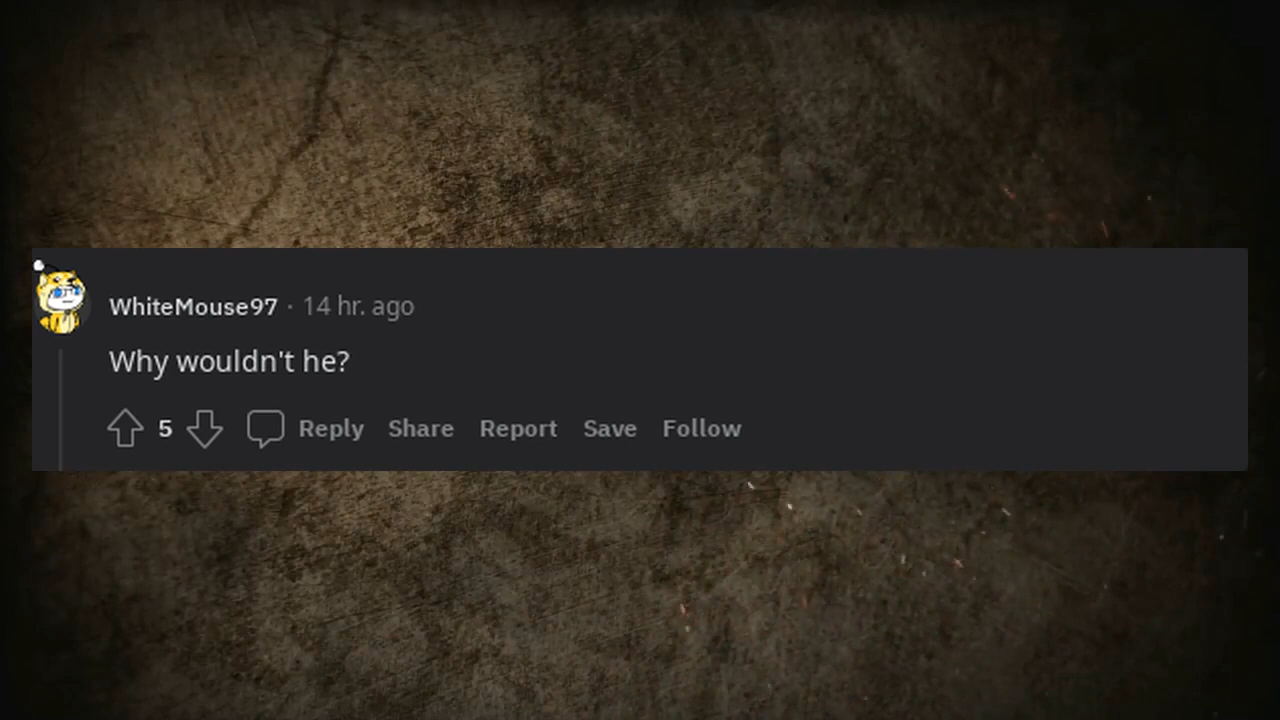 WhiteMouse97 · 14 hr. ago
Why wouldn't he?
5 Reply Share Report Save Follow